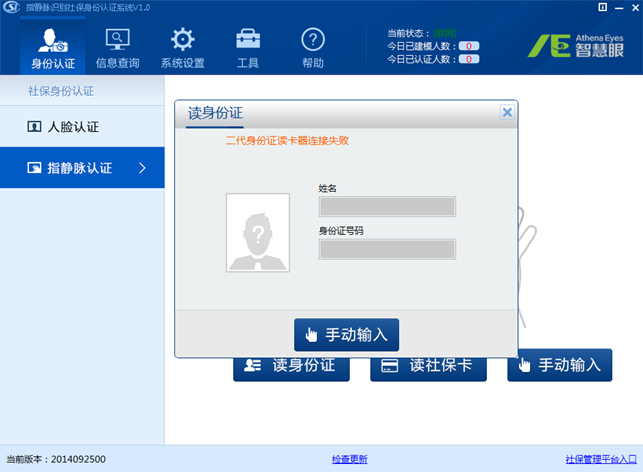 指静脉识别社保身份认证系统V1.0
身份认证
信息查询
系统设置
工具
帮助
当前状态：[联网]
今日已建模人数：0
今日已认证人数：0
Athena Eyes
智慧眼
社保身份认证
人脸认证
指静脉认证
读身份证
二代身份证读卡器连接失败
姓名
?
身份证号码
手动输入
读身份证
读社保卡
手动输入
当前版本：2014092500
检查更新
社保管理平台入口